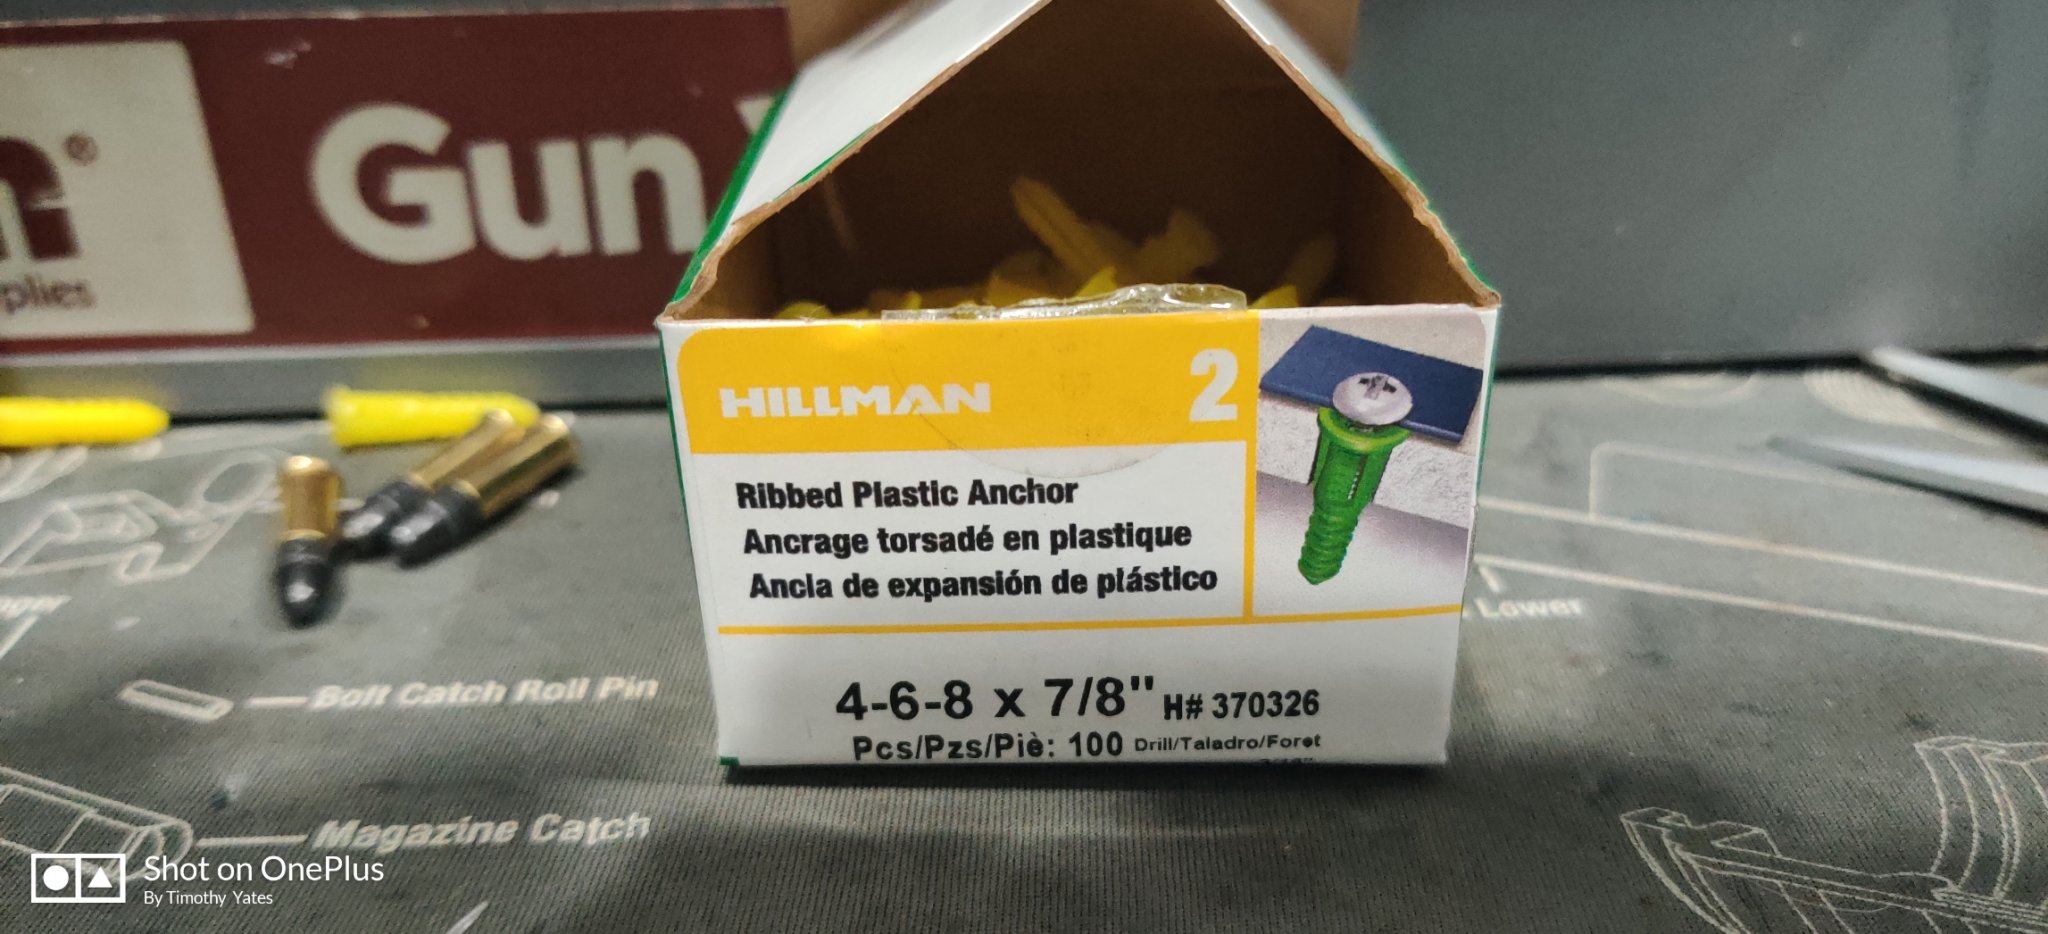 ®
Gun
plies
HILLMAN
2
Ribbed Plastic Anchor
Ancrage torsadé en plastique
Ancla de expansión de plástico
4-6-8 x 7/8" H# 370326
Pcs/Pzs/Piè: 100 Drill/Taladro/Foret
Lower
Bolt Catch Roll Pin
Magazine Catch
Shot on OnePlus
By Timothy Yates